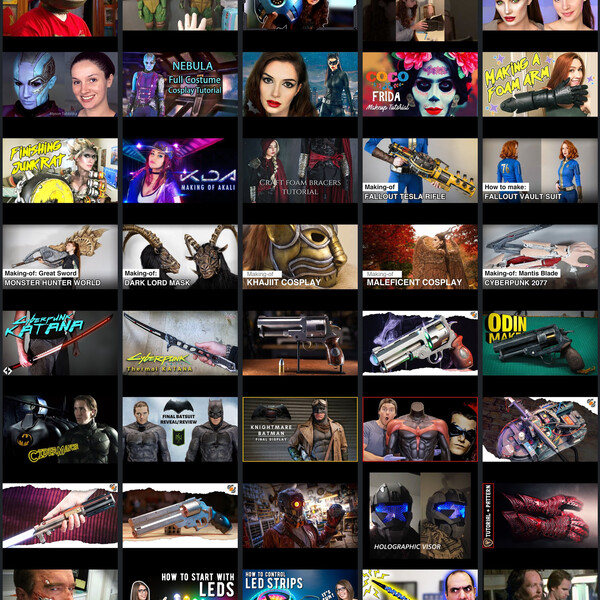 NEBULA
Full Costume
Cosplay Tutorial
COCO
FRIDA
Makeup Tutorial
MAKING A
FOAM ARM
FINISHING
JUNKRAT
K/DA
MAKING OF AKALI
CRAFT FOAM BRACERS
TUTORIAL
Making-of
FALLOUT TESLA RIFLE
How to make:
FALLOUT VAULT SUIT
Making-of: Great Sword
MONSTER HUNTER WORLD
Making-of:
DARK LORD MASK
Making-of
KHAJIIT COSPLAY
Making-of
MALEFICENT COSPLAY
Making-of: Mantis Blade
CYBERPUNK 2077
CYBERPUNK
KATANA
CYBERPUNK
Thermal KATANA
ODIN
MAKE
FINAL BATSUIT
REVEAL/REVIEW
KNIGHTMARE
BATMAN
FINAL DISPLAY
HOLOGRAPHIC VISOR
TUTORIAL + PATTERN
HOW TO START WITH
LEDS
HOW TO CONTROL
LED STRIPS